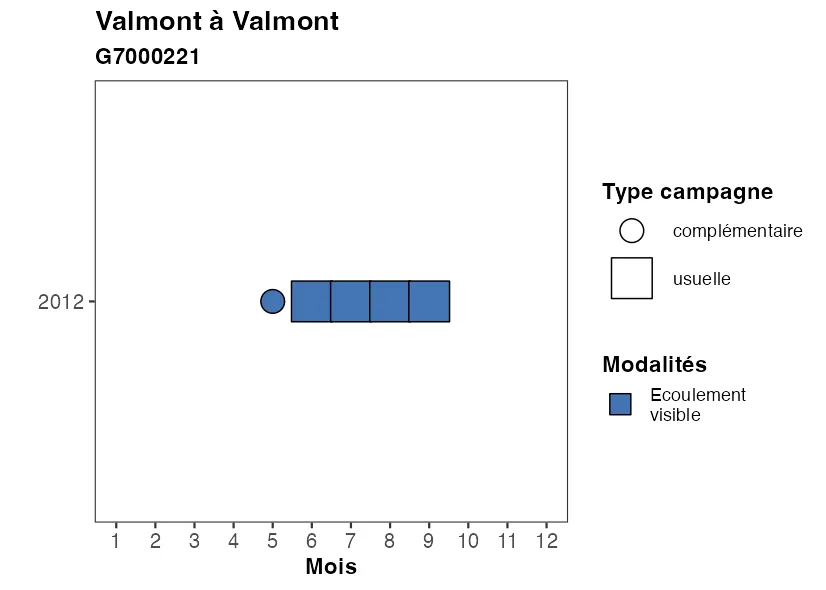 Valmont à Valmont
G7000221
2012
1 2 3 4 5 6 7 8 9 10 11 12
Mois
Type campagne
complémentaire
usuelle
Modalités
Ecoulement
visible